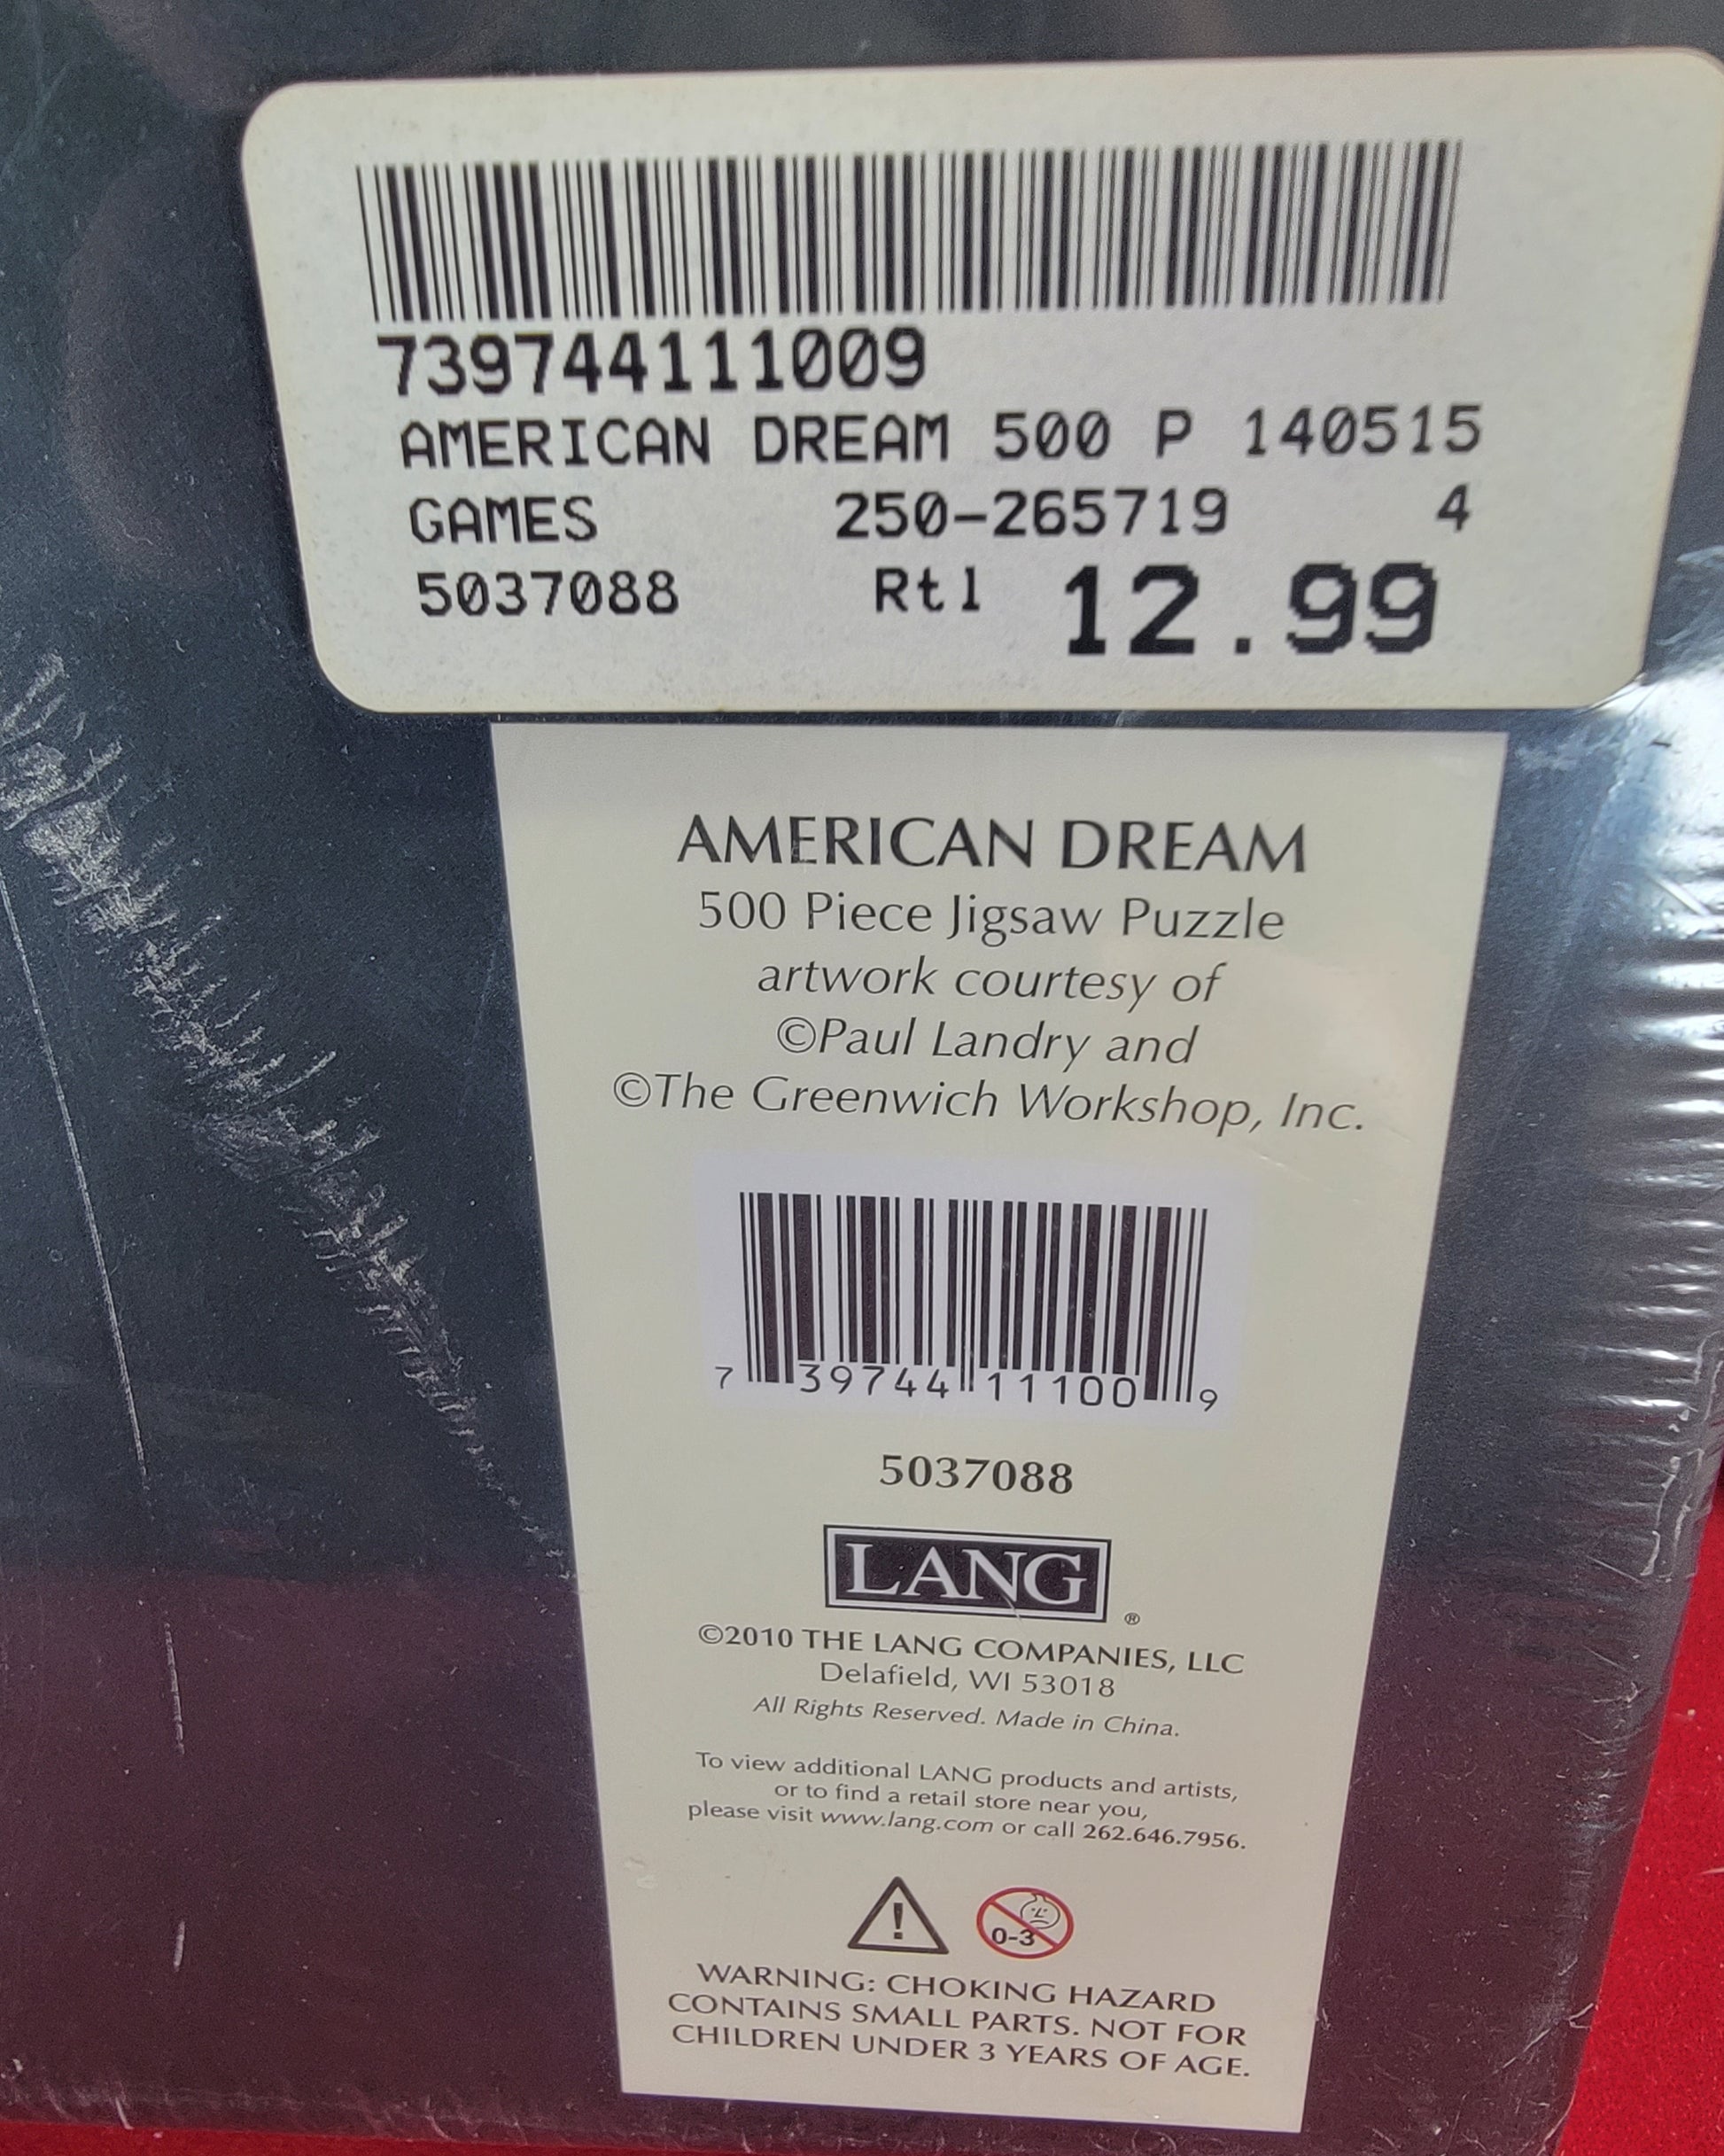 739744111009
AMERICAN DREAM 500 P 140515
GAMES 250-265719 4
5037088 Rtl 12.99
AMERICAN DREAM
500 Piece Jigsaw Puzzle
artwork courtesy of
©Paul Landry and
©The Greenwich Workshop, Inc.
7 39744 11100 9
5037088
LANG®
©2010 THE LANG COMPANIES, LLC
Delafield, WI 53018
All Rights Reserved. Made in China.
To view additional LANG products and artists,
or to find a retail store near you,
please visit www.lang.com or call 262.646.7956.
!
0-3
WARNING: CHOKING HAZARD
CONTAINS SMALL PARTS. NOT FOR
CHILDREN UNDER 3 YEARS OF AGE.